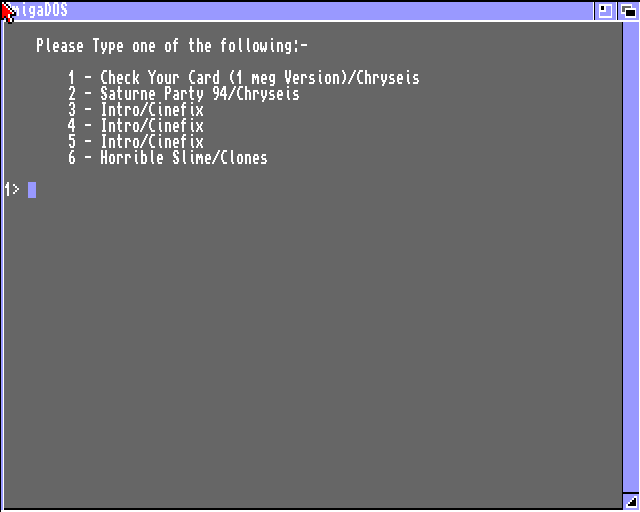 migaDOS
Please Type one of the following:-
1 - Check Your Card (1 meg Version)/Chryseis
2 - Saturne Party 94/Chryseis
3 - Intro/Cinefix
4 - Intro/Cinefix
5 - Intro/Cinefix
6 - Horrible Slime/Clones
1>